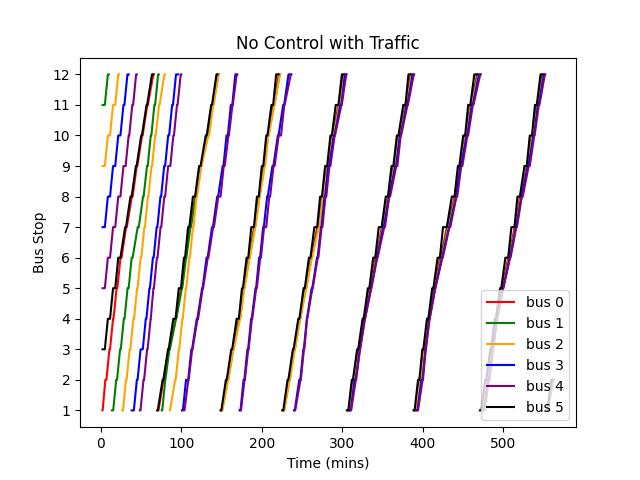 No Control with Traffic
Bus Stop
12
11
10
9
8
7
6
5
4
3
2
1
0 100 200 300 400 500
Time (mins)
bus 0
bus 1
bus 2
bus 3
bus 4
bus 5